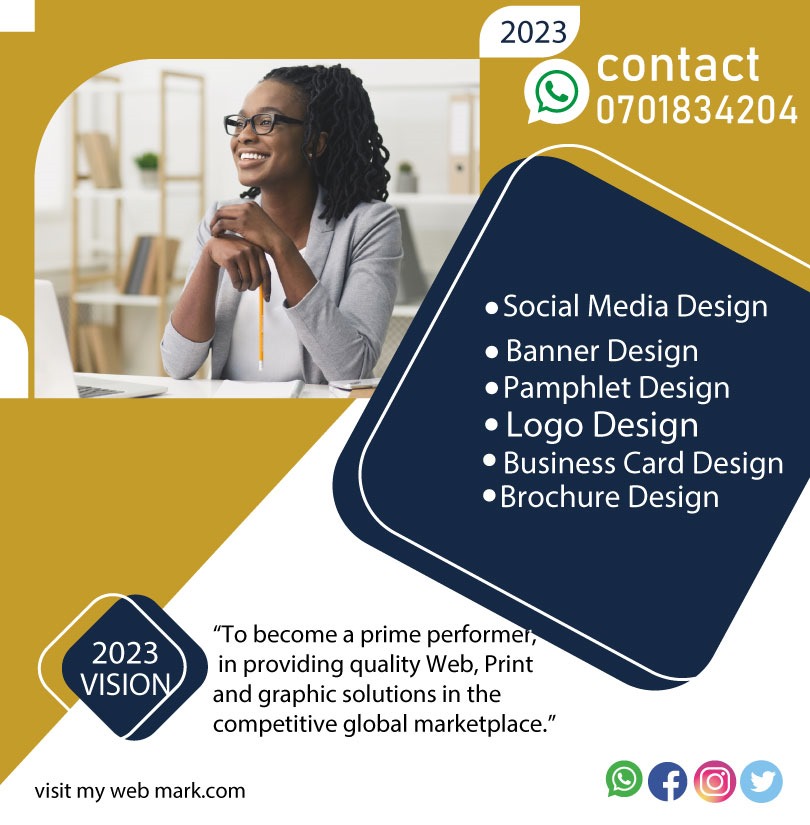 2023
contact
0701834204
•Social Media Design
•Banner Design
•Pamphlet Design
•Logo Design
•Business Card Design
•Brochure Design
2023
VISION
“To become a prime performer,
in providing quality Web, Print
and graphic solutions in the
competitive global marketplace.”
visit my web mark.com